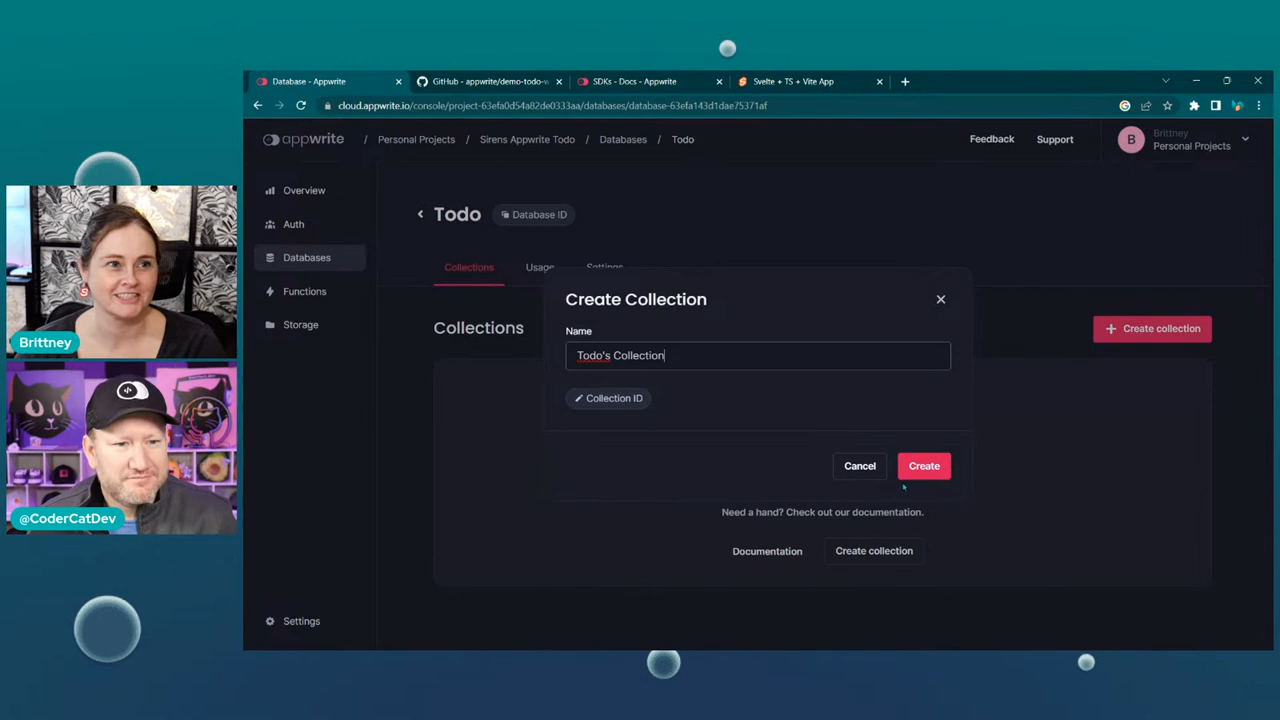 Database - Appwrite
GitHub - appwrite/demo-todo-w
SDKs - Docs - Appwrite
Svelte + TS + Vite App
cloud.appwrite.io/console/project-63efa0d54a82de0333aa/databases/database-63efa143d1dae75371af
appwrite / Personal Projects / Sirens Appwrite Todo / Databases / Todo
Feedback
Support
B
Brittney
Personal Projects
Overview
Auth
Databases
Functions
Storage
Settings
Todo
Database ID
Collections
Usage
Settings
Collections
Create collection
Create Collection
Name
Todo's Collection
Collection ID
Cancel
Create
Need a hand? Check out our documentation.
Documentation
Create collection
Brittney
@CoderCatDev